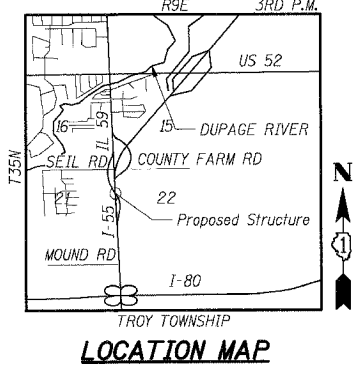 R9E 3RD P.M.
US 52
IL 59
16 15 DUPAGE RIVER
SEIL RD COUNTY FARM RD
T35N
21 22
Proposed Structure
I-55
MOUND RD
I-80
N
1
TROY TOWNSHIP
LOCATION MAP